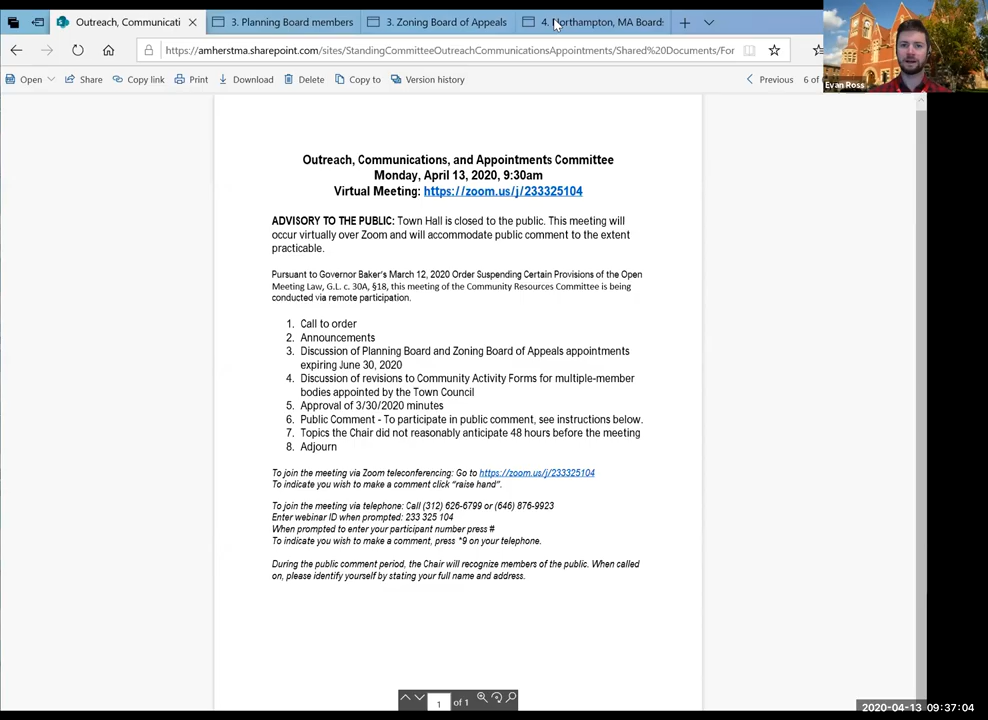 Outreach, Communicati
3. Planning Board members
3. Zoning Board of Appeals
4. Northampton, MA Board:
https://amherstma.sharepoint.com/sites/StandingCommitteeOutreachCommunicationsAppointments/Shared%20Documents/For
Open
Share
Copy link
Print
Download
Delete
Copy to
Version history
Previous
6 of
Evan Ross
Outreach, Communications, and Appointments Committee
Monday, April 13, 2020, 9:30am
Virtual Meeting: https://zoom.us/j/233325104
ADVISORY TO THE PUBLIC: Town Hall is closed to the public. This meeting will
occur virtually over Zoom and will accommodate public comment to the extent
practicable.
Pursuant to Governor Baker's March 12, 2020 Order Suspending Certain Provisions of the Open
Meeting Law, G.L. c. 30A, §18, this meeting of the Community Resources Committee is being
conducted via remote participation.
1. Call to order
2. Announcements
3. Discussion of Planning Board and Zoning Board of Appeals appointments
expiring June 30, 2020
4. Discussion of revisions to Community Activity Forms for multiple-member
bodies appointed by the Town Council
5. Approval of 3/30/2020 minutes
6. Public Comment - To participate in public comment, see instructions below.
7. Topics the Chair did not reasonably anticipate 48 hours before the meeting
8. Adjourn
To join the meeting via Zoom teleconferencing: Go to https://zoom.us/j/233325104
To indicate you wish to make a comment click "raise hand".
To join the meeting via telephone: Call (312) 626-6799 or (646) 876-9923
Enter webinar ID when prompted: 233 325 104
When prompted to enter your participant number press #
To indicate you wish to make a comment, press *9 on your telephone.
During the public comment period, the Chair will recognize members of the public. When called
on, please identify yourself by stating your full name and address.
1 of 1
2020-04-13 09:37:04